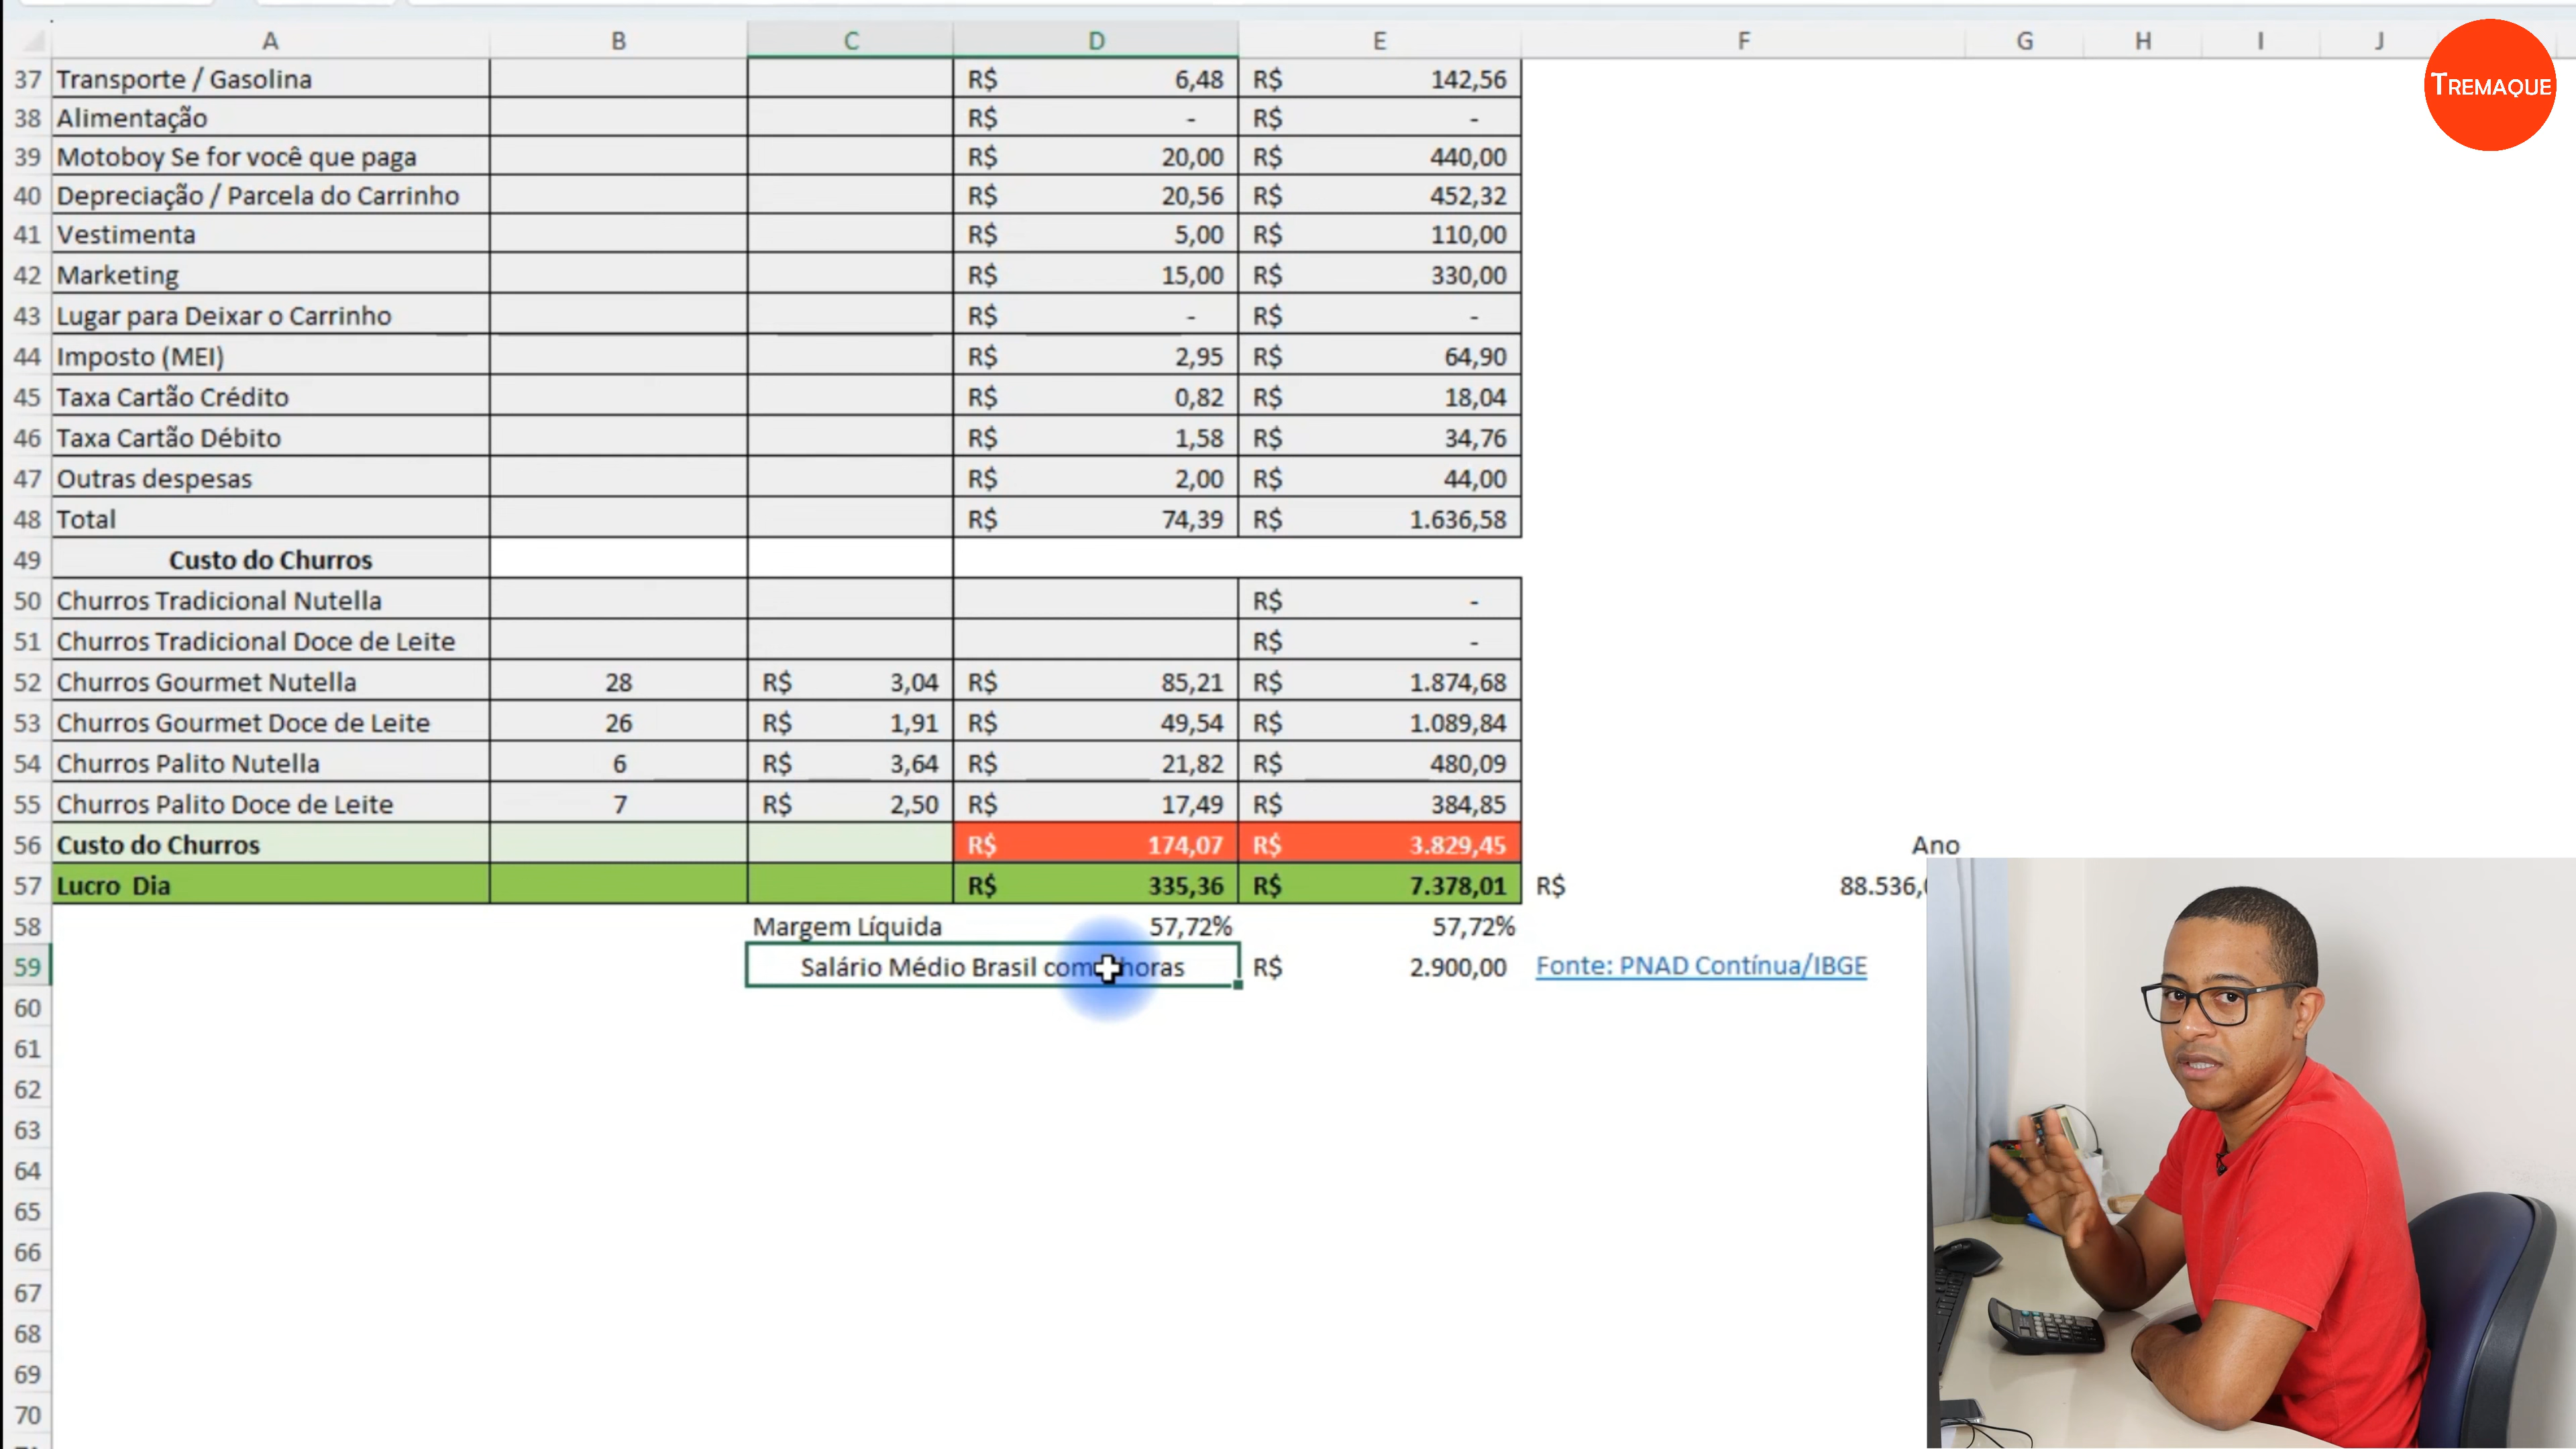 A B C D E F G H I J
37 Transporte / Gasolina R$ 6,48 R$ 142,56
38 Alimentação R$ - R$ -
39 Motoboy Se for você que paga R$ 20,00 R$ 440,00
40 Depreciação / Parcela do Carrinho R$ 20,56 R$ 452,32
41 Vestimenta R$ 5,00 R$ 110,00
42 Marketing R$ 15,00 R$ 330,00
43 Lugar para Deixar o Carrinho R$ - R$ -
44 Imposto (MEI) R$ 2,95 R$ 64,90
45 Taxa Cartão Crédito R$ 0,82 R$ 18,04
46 Taxa Cartão Débito R$ 1,58 R$ 34,76
47 Outras despesas R$ 2,00 R$ 44,00
48 Total R$ 74,39 R$ 1.636,58
49 Custo do Churros
50 Churros Tradicional Nutella R$ -
51 Churros Tradicional Doce de Leite R$ -
52 Churros Gourmet Nutella 28 R$ 3,04 R$ 85,21 R$ 1.874,68
53 Churros Gourmet Doce de Leite 26 R$ 1,91 R$ 49,54 R$ 1.089,84
54 Churros Palito Nutella 6 R$ 3,64 R$ 21,82 R$ 480,09
55 Churros Palito Doce de Leite 7 R$ 2,50 R$ 17,49 R$ 384,85
56 Custo do Churros R$ 174,07 R$ 3.829,45 Ano
57 Lucro Dia R$ 335,36 R$ 7.378,01 R$ 88.536,
58 Margem Líquida 57,72% 57,72%
59 Salário Médio Brasil com horas R$ 2.900,00 Fonte: PNAD Contínua/IBGE
60
61
62
63
64
65
66
67
68
69
70
TREMAQUE